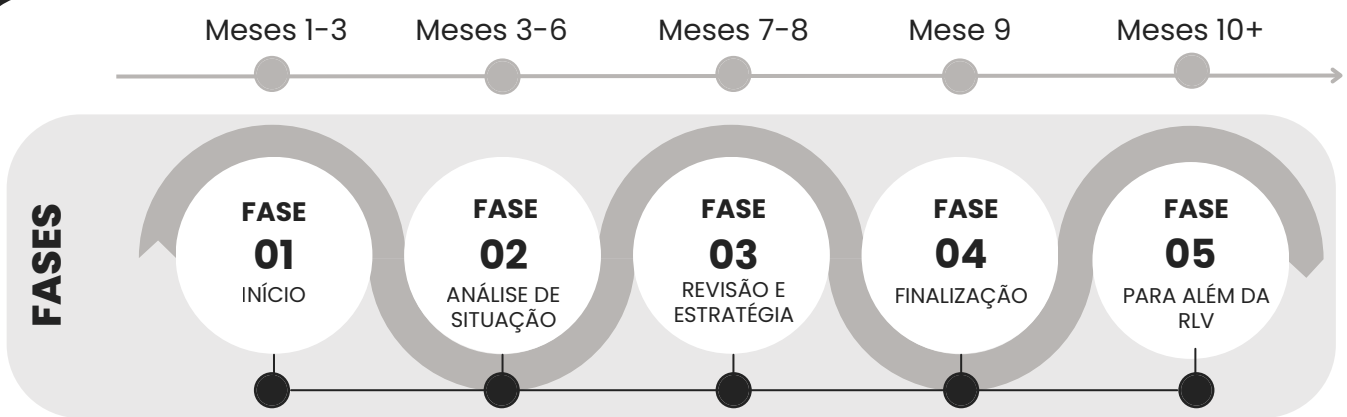 Meses 1-3
Meses 3-6
Meses 7-8
Mese 9
Meses 10+
FASES
FASE
01
INÍCIO
FASE
02
ANÁLISE DE
SITUAÇÃO
FASE
03
REVISÃO E
ESTRATÉGIA
FASE
04
FINALIZAÇÃO
FASE
05
PARA ALÉM DA
RLV